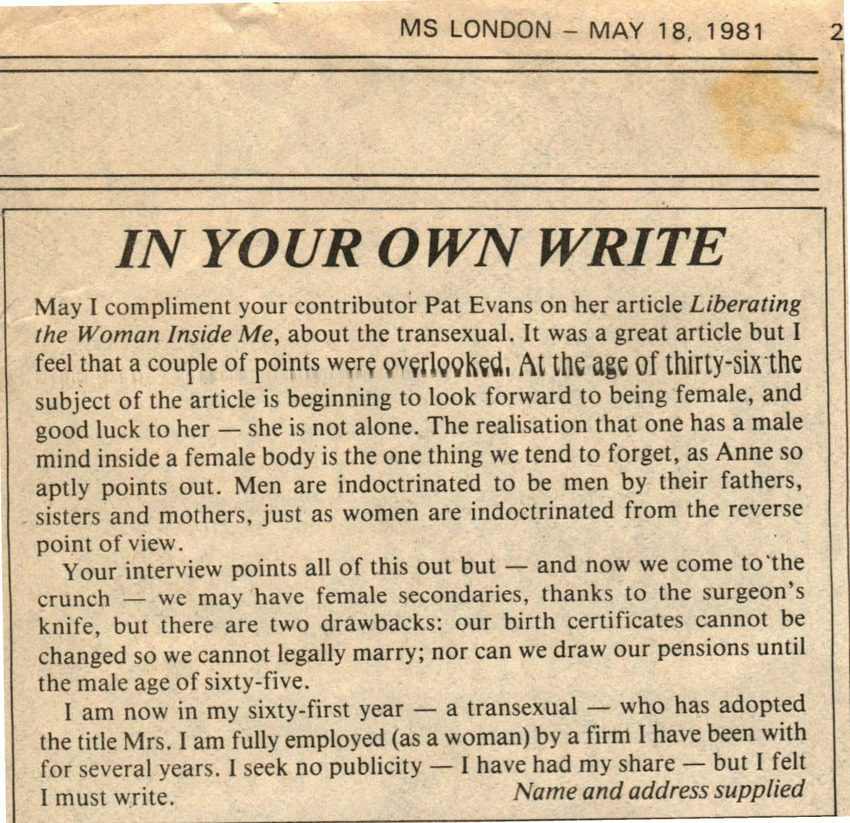 MS LONDON – MAY 18, 1981 2
IN YOUR OWN WRITE
May I compliment your contributor Pat Evans on her article Liberating
the Woman Inside Me, about the transexual. It was a great article but I
feel that a couple of points were overlooked. At the age of thirty-six the
subject of the article is beginning to look forward to being female, and
good luck to her — she is not alone. The realisation that one has a male
mind inside a female body is the one thing we tend to forget, as Anne so
aptly points out. Men are indoctrinated to be men by their fathers,
sisters and mothers, just as women are indoctrinated from the reverse
point of view.
Your interview points all of this out but — and now we come to the
crunch — we may have female secondaries, thanks to the surgeon's
knife, but there are two drawbacks: our birth certificates cannot be
changed so we cannot legally marry; nor can we draw our pensions until
the male age of sixty-five.
I am now in my sixty-first year — a transexual — who has adopted
the title Mrs. I am fully employed (as a woman) by a firm I have been with
for several years. I seek no publicity — I have had my share — but I felt
I must write. Name and address supplied